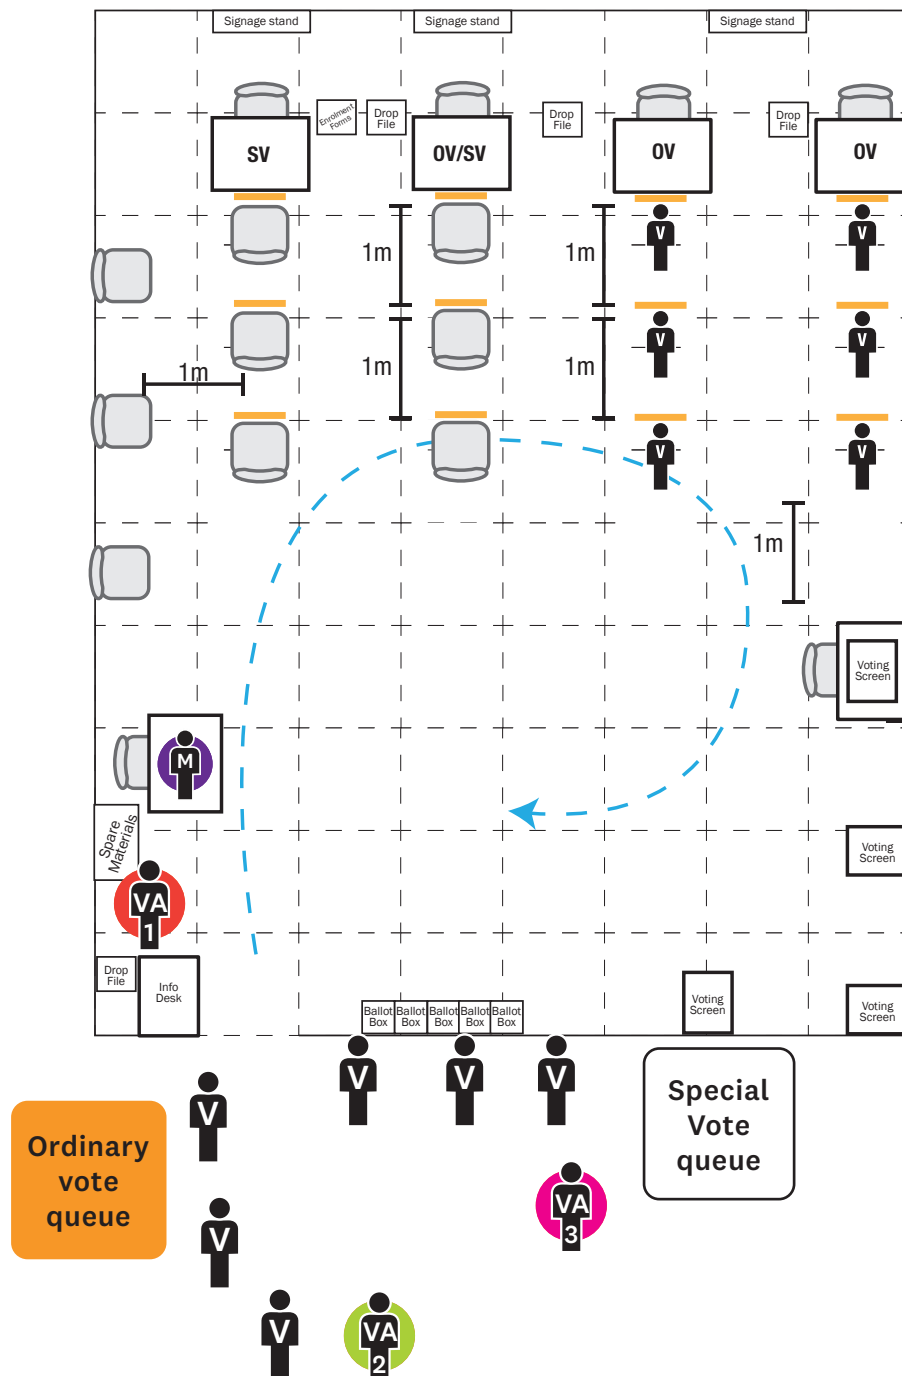 Signage stand
Signage stand
Signage stand
Enrolment
Forms
Drop
File
Drop
File
Drop
File
SV
OV/SV
OV
OV
V
V
1m
1m
V
V
1m
1m
1m
V
V
1m
Voting
Screen
M
Spare
Materials
VA
1
Voting
Screen
Drop
File
Info
Desk
Ballot
Box
Ballot
Box
Ballot
Box
Ballot
Box
Ballot
Box
Voting
Screen
Voting
Screen
V
V
V
V
Special
Vote
queue
Ordinary
vote
queue
VA
3
V
V
VA
2